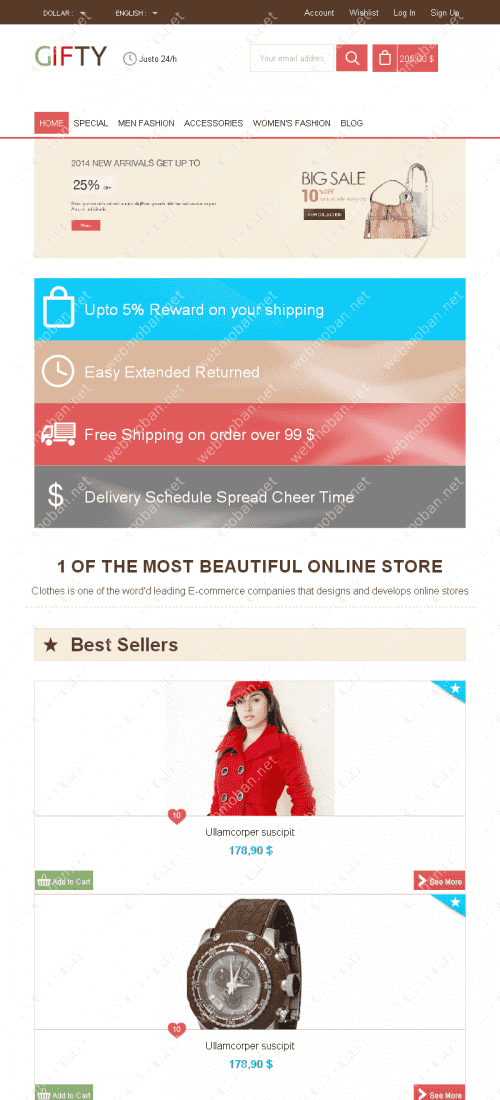 DOLLAR :
ENGLISH :
Account
Wishlist
Log In
Sign Up
GIFTY
Justo 24/h
Your email addres
205,00 $
HOME
SPECIAL
MEN FASHION
ACCESSORIES
WOMEN'S FASHION
BLOG
2014 NEW ARRIVALS GET UP TO
25% OFF
BIG SALE
10%OFF
VIEW COLLECTION
Upto 5% Reward on your shipping
Easy Extended Returned
Free Shipping on order over 99 $
Delivery Schedule Spread Cheer Time
1 OF THE MOST BEAUTIFUL ONLINE STORE
Clothes is one of the word'd leading E-commerce companies that designs and develops online stores
Best Sellers
10
Ullamcorper suscipit
178,90 $
Add to Cart
See More
10
Ullamcorper suscipit
178,90 $
Add to Cart
See More
webmoban.net